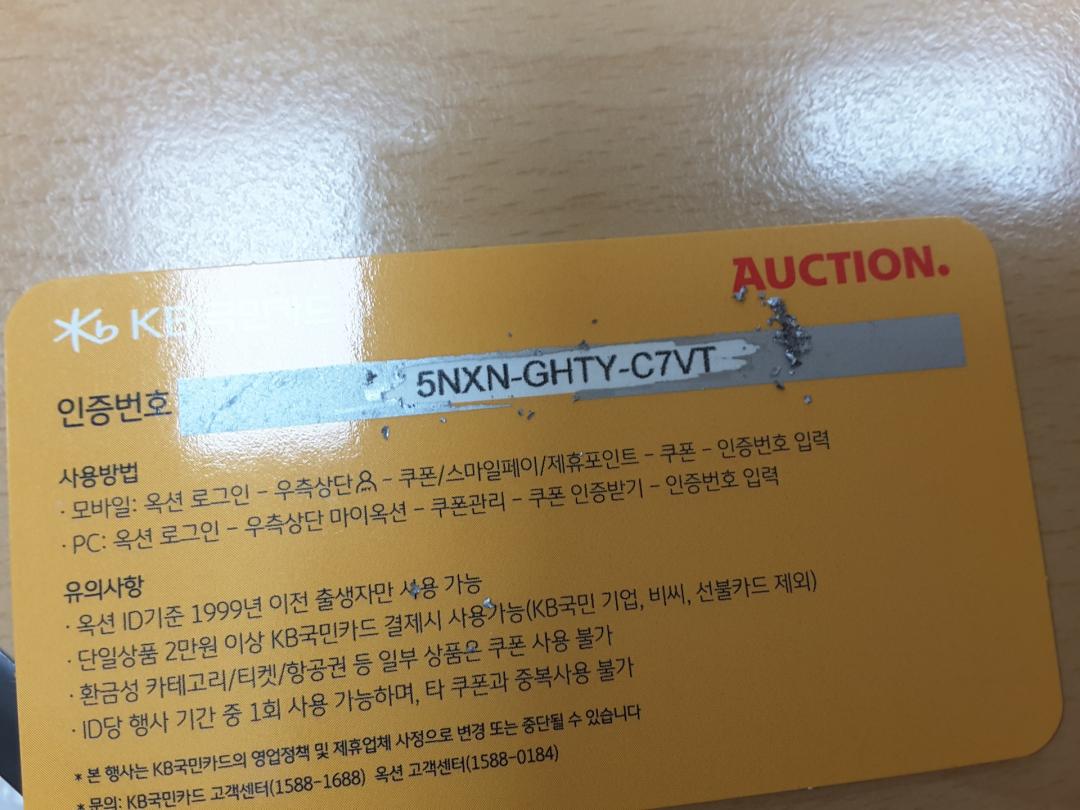 AUCTION.
Kb KB
인증번호 5NXN-GHTY-C7VT
사용방법
· 모바일: 옥션 로그인 - 우측상단 - 쿠폰/스마일페이/제휴포인트 - 쿠폰 - 인증번호 입력
· PC: 옥션 로그인 - 우측상단 마이옥션 - 쿠폰관리 - 쿠폰 인증받기 - 인증번호 입력
유의사항
· 옥션 ID기준 1999년 이전 출생자만 사용 가능
· 단일상품 2만원 이상 KB국민카드 결제시 사용가능(KB국민 기업, 비씨, 선불카드 제외)
· 환금성 카테고리/티켓/항공권 등 일부 상품은 쿠폰 사용 불가
· ID당 행사 기간 중 1회 사용 가능하며, 타 쿠폰과 중복사용 불가
* 본 행사는 KB국민카드의 영업정책 및 제휴업체 사정으로 변경 또는 중단될 수 있습니다
* 문의: KB국민카드 고객센터(1588-1688) 옥션 고객센터(1588-0184)